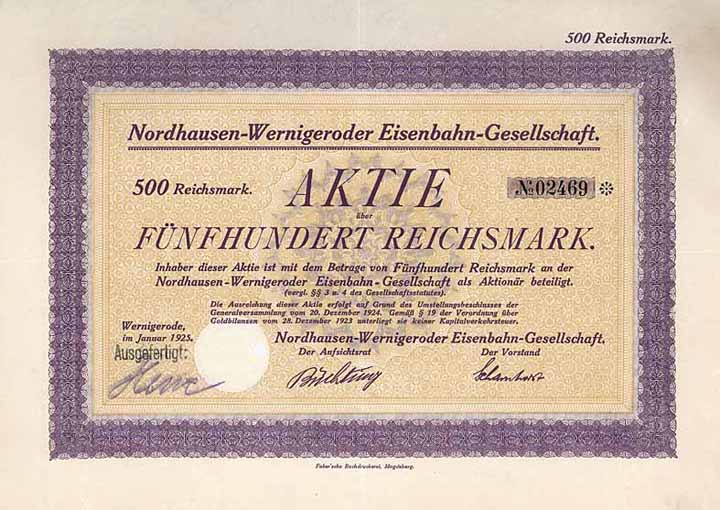 500 Reichsmark.
Nordhausen-Wernigeroder Eisenbahn-Gesellschaft.
500 Reichsmark. AKTIE № 02469 ❊
über
FÜNFHUNDERT REICHSMARK.
Inhaber dieser Aktie ist mit dem Betrage von Fünfhundert Reichsmark an der
Nordhausen-Wernigeroder Eisenbahn-Gesellschaft als Aktionär beteiligt.
(vergl. §§ 3 u. 4 des Gesellschaftsstatutes).
Die Ausreichung dieser Aktie erfolgt auf Grund des Umstellungsbeschlusses der
Generalversammlung vom 20. Dezember 1924. Gemäß § 19 der Verordnung über
Goldbilanzen vom 28. Dezember 1923 unterliegt sie keiner Kapitalverkehrsteuer.
Wernigerode,
im Januar 1925.
Ausgefertigt:
Nordhausen-Wernigeroder Eisenbahn-Gesellschaft.
Der Aufsichtsrat Der Vorstand
Faber'sche Buchdruckerei, Magdeburg.